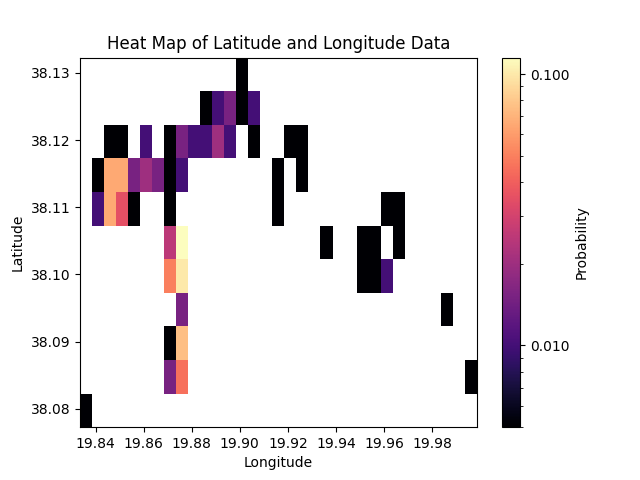 Heat Map of Latitude and Longitude Data
38.13
38.12
38.11
38.10
38.09
38.08
Latitude
19.84 19.86 19.88 19.90 19.92 19.94 19.96 19.98
Longitude
0.100
0.010
Probability